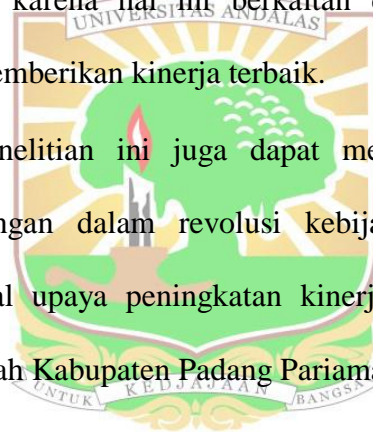 karena hal ini berkaitan
UNIVERSITAS ANDALAS
emberikan kinerja terbaik.
nelitian ini juga dapat me
ngan dalam revolusi kebija
al upaya peningkatan kinerj
ah Kabupaten Padang Pariama
UNTUK KEDJAJAAN BANGSA